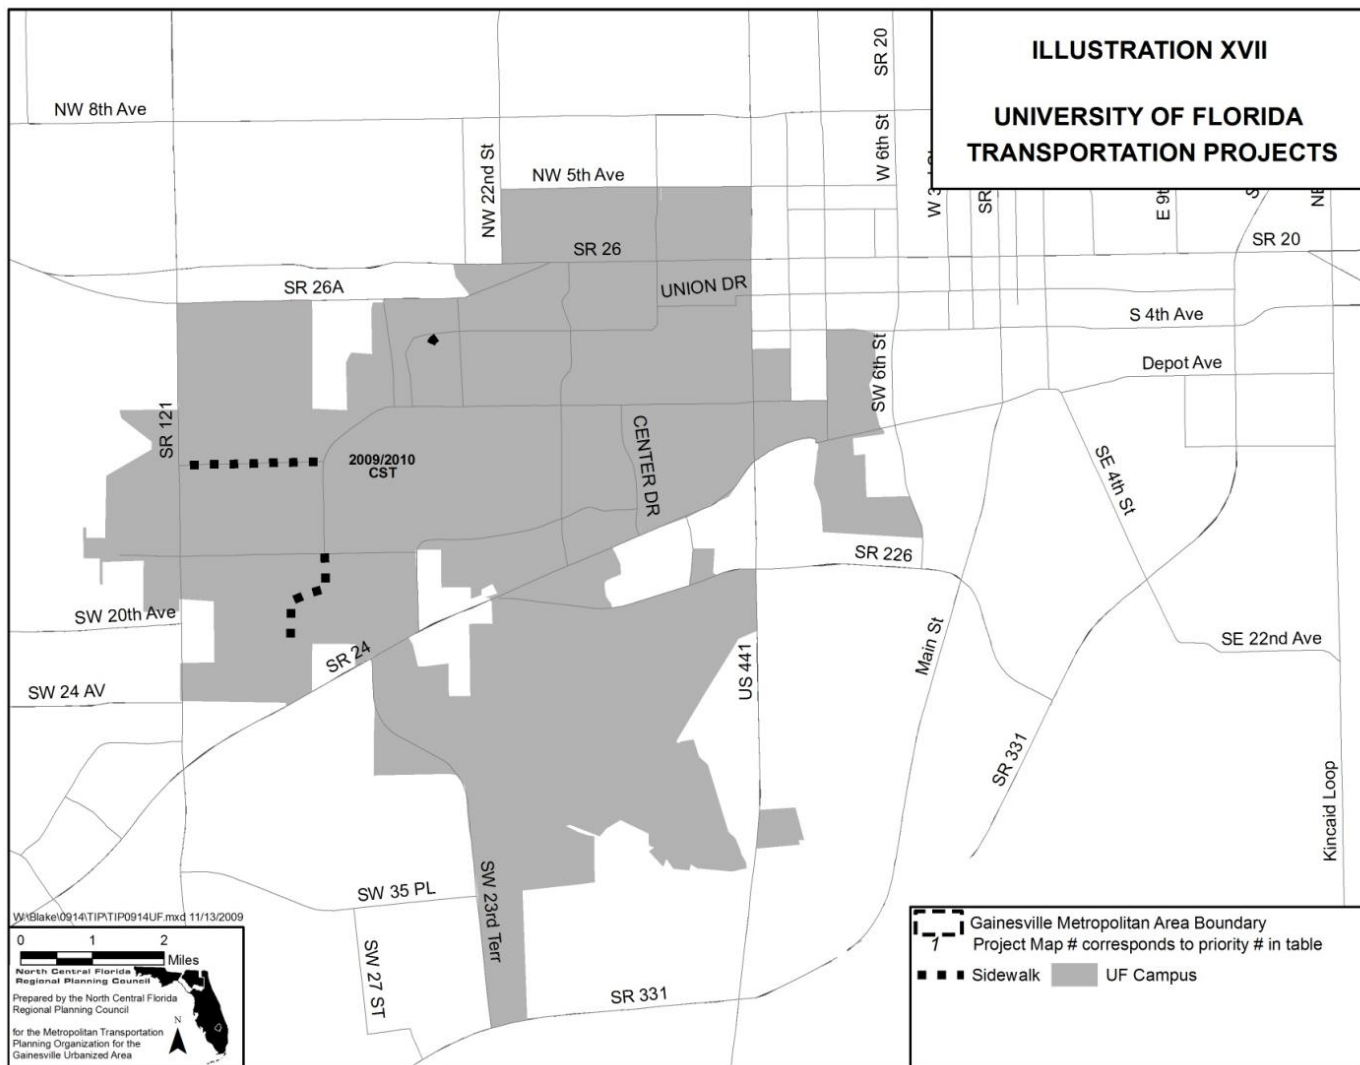 ILLUSTRATION XVII
UNIVERSITY OF FLORIDA
TRANSPORTATION PROJECTS
SR 20
NW 8th Ave
NW 22nd St
W 6th St
NW 5th Ave
W 3rd St
SR
E 9th
NE
SR 26
SR 20
SR 26A
UNION DR
S 4th Ave
SW 6th St
Depot Ave
SR 121
2009/2010
CST
CENTER DR
SE 4th St
SR 226
SW 20th Ave
SR 24
SE 22nd Ave
Main St
US 441
SW 24 AV
SR 331
Kincaid Loop
SW 35 PL
SW 23rd Terr
SW 27 ST
SR 331
W:\Blake\0914\TIP\TIP0914UF.mxd 11/13/2009
0 1 2
Miles
North Central Florida
Regional Planning Council
Prepared by the North Central Florida
Regional Planning Council
N
for the Metropolitan Transportation
Planning Organization for the
Gainesville Urbanized Area
Gainesville Metropolitan Area Boundary
1 Project Map # corresponds to priority # in table
Sidewalk UF Campus